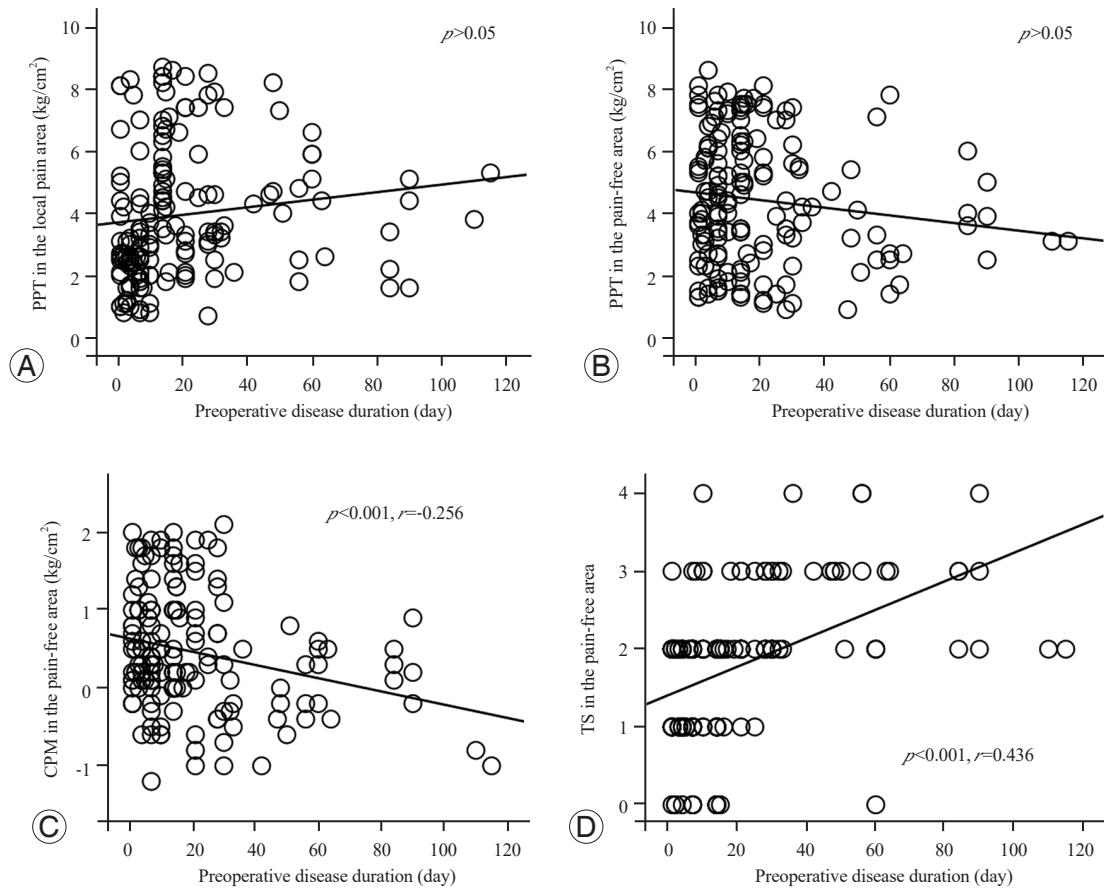 10
8
6
4
2
0
PPT in the local pain area (kg/cm²)
p>0.05
0 20 40 60 80 100 120
Preoperative disease duration (day)
A
10
8
6
4
2
0
PPT in the pain-free area (kg/cm²)
p>0.05
0 20 40 60 80 100 120
Preoperative disease duration (day)
B
2
1
0
-1
CPM in the pain-free area (kg/cm²)
p<0.001, r=-0.256
0 20 40 60 80 100 120
Preoperative disease duration (day)
C
4
3
2
1
0
TS in the pain-free area
p<0.001, r=0.436
0 20 40 60 80 100 120
Preoperative disease duration (day)
D